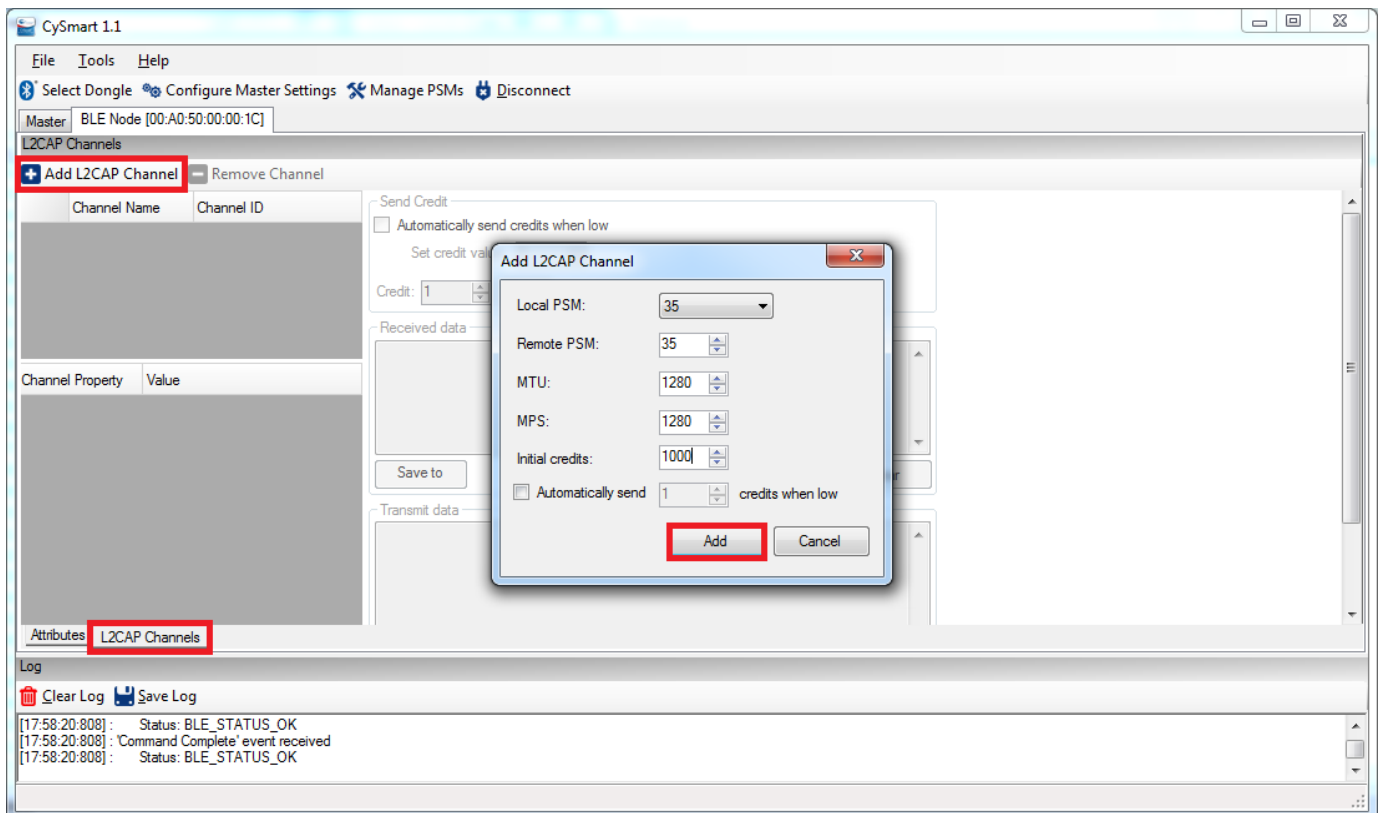 CySmart 1.1
File Tools Help
Select Dongle Configure Master Settings Manage PSMs Disconnect
Master BLE Node [00:A0:50:00:00:1C]
L2CAP Channels
Add L2CAP Channel Remove Channel
Channel Name Channel ID
Send Credit
Automatically send credits when low
Set credit
Credit: 1
Received data
Save to
Transmit data
Channel Property Value
Add L2CAP Channel
Local PSM: 35
Remote PSM: 35
MTU: 1280
MPS: 1280
Initial credits: 1000
Automatically send 1 credits when low
Add Cancel
Attributes L2CAP Channels
Log
Clear Log Save Log
[17:58:20:808] : Status: BLE_STATUS_OK
[17:58:20:808] : 'Command Complete' event received
[17:58:20:808] : Status: BLE_STATUS_OK